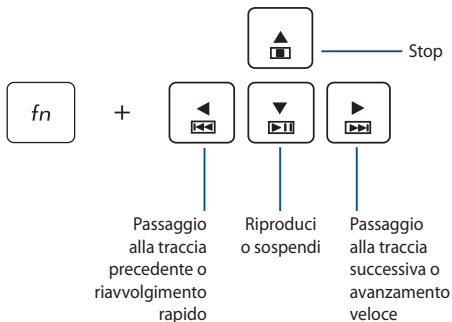 Stop
fn
+
Passaggio
alla traccia
precedente o
riavvolgimento
rapido
Riproduci
o sospendi
Passaggio
alla traccia
successiva o
avanzamento
veloce